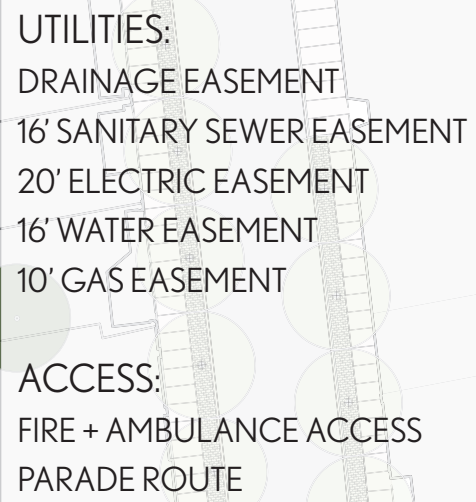 UTILITIES:
DRAINAGE EASEMENT
16' SANITARY SEWER EASEMENT
20' ELECTRIC EASEMENT
16' WATER EASEMENT
10' GAS EASEMENT
ACCESS:
FIRE + AMBULANCE ACCESS
PARADE ROUTE